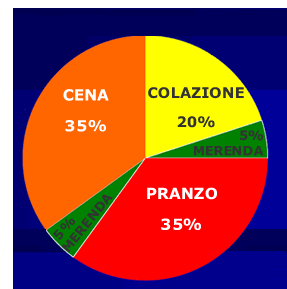 COLAZIONE
20%
5%
MERENDA
PRANZO
35%
5%
MERENDA
CENA
35%